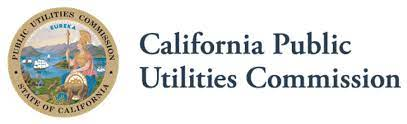 PUBLIC UTILITIES COMMISSION
EUREKA
STATE OF CALIFORNIA
California Public
Utilities Commission